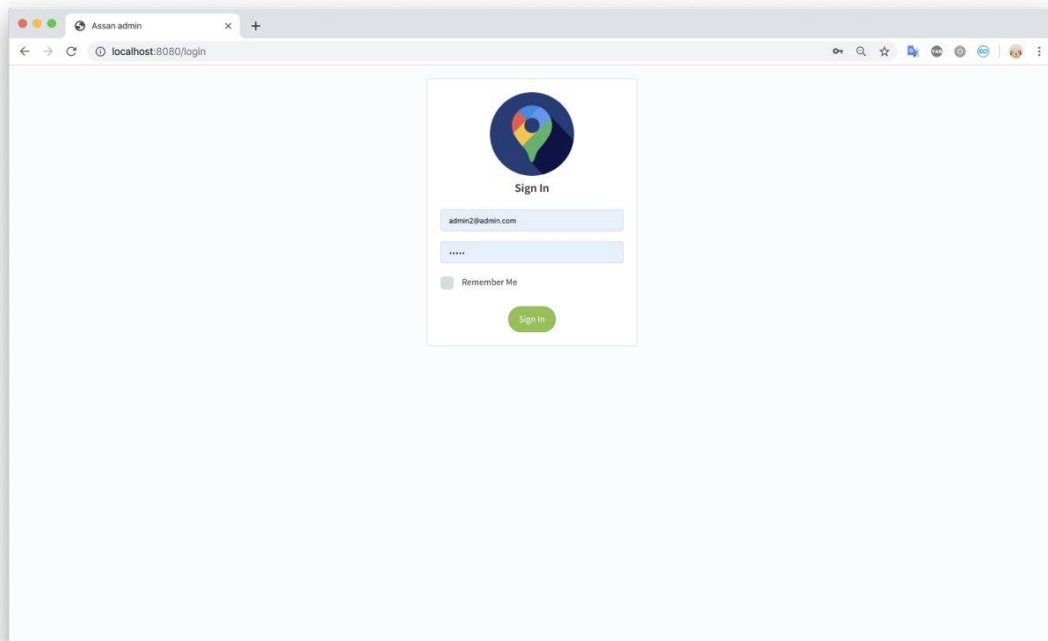 Assan admin
localhost:8080/login
Sign In
admin2@admin.com
•••••
Remember Me
Sign In